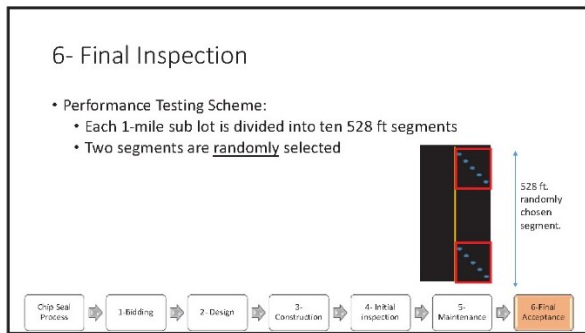 6- Final Inspection
• Performance Testing Scheme:
• Each 1-mile sub lot is divided into ten 528 ft segments
• Two segments are randomly selected
528 ft.
randomly
chosen
segment.
Chip Seal
Process
1-Bidding
2- Design
3-
Construction
4- Initial
inspection
5-
Maintenance
6-Final
Acceptance